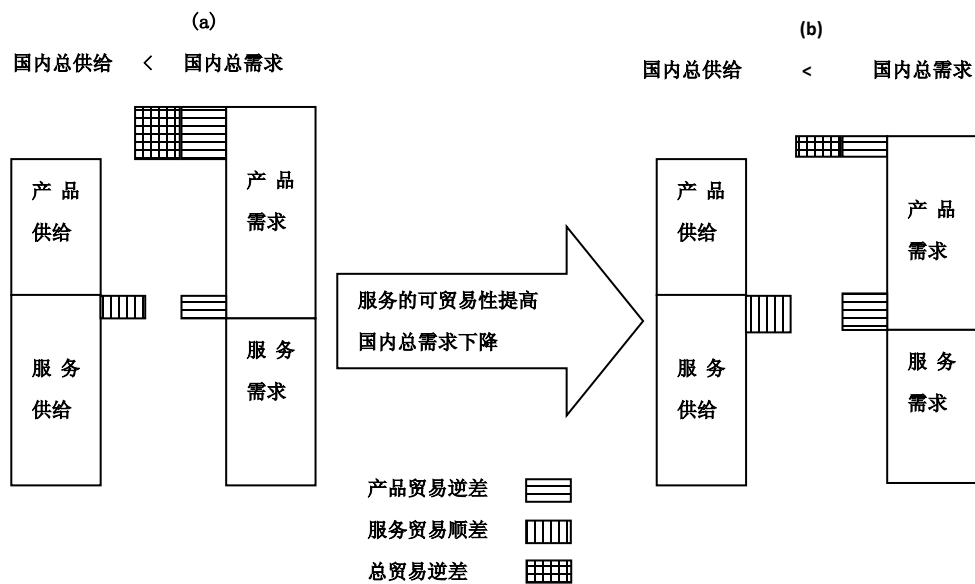 (a)
国内总供给 < 国内总需求
产 品
供给
服 务
供给
产 品
需求
服 务
需求
服务的可贸易性提高
国内总需求下降
(b)
国内总供给 < 国内总需求
产 品
供给
服 务
供给
产 品
需求
服 务
需求
产品贸易逆差
服务贸易顺差
总贸易逆差